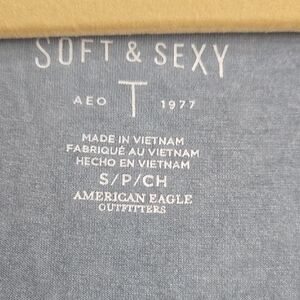 SOFT & SEXY
AEO T 1977
MADE IN VIETNAM
FABRIQUÉ AU VIETNAM
HECHO EN VIETNAM
S/P/CH
AMERICAN EAGLE
OUTFITTERS